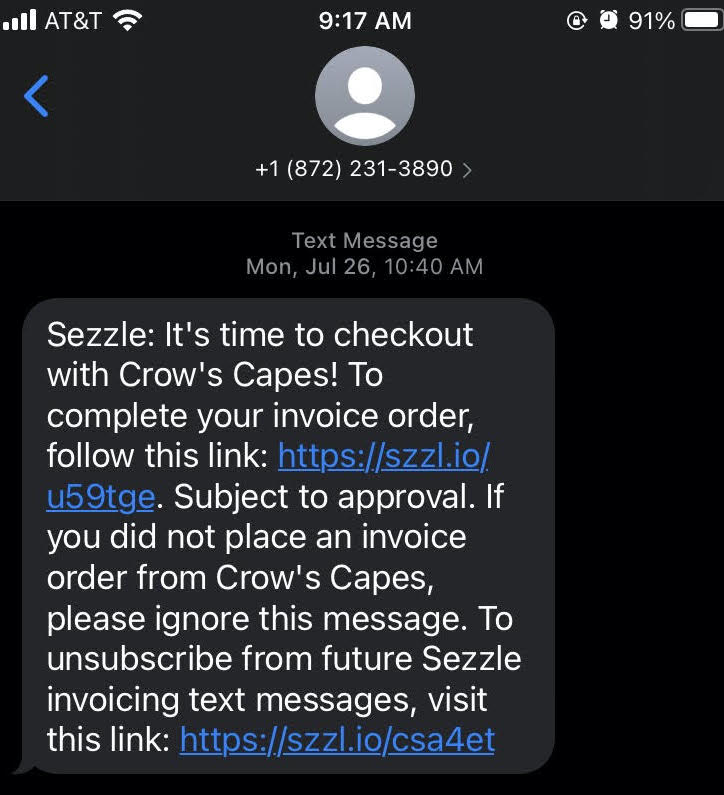 AT&T 9:17 AM 91%
+1 (872) 231-3890 >
Text Message
Mon, Jul 26, 10:40 AM
Sezzle: It's time to checkout
with Crow's Capes! To
complete your invoice order,
follow this link: https://szzl.io/
u59tge. Subject to approval. If
you did not place an invoice
order from Crow's Capes,
please ignore this message. To
unsubscribe from future Sezzle
invoicing text messages, visit
this link: https://szzl.io/csa4et